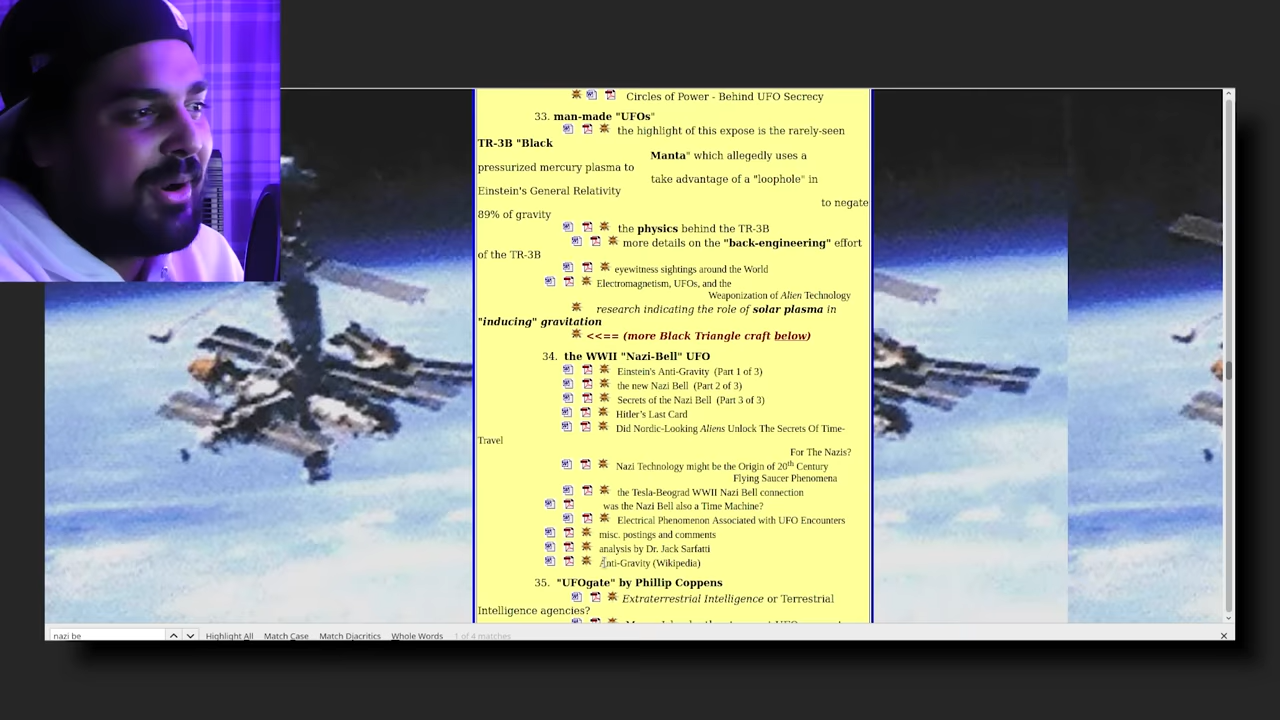 Circles of Power - Behind UFO Secrecy
33. man-made "UFOs"
the highlight of this expose is the rarely-seen
TR-3B "Black
Manta" which allegedly uses a
pressurized mercury plasma to
take advantage of a "loophole" in
Einstein's General Relativity
to negate
89% of gravity
the physics behind the TR-3B
more details on the "back-engineering" effort
of the TR-3B
eyewitness sightings around the World
Electromagnetism, UFOs, and the
Weaponization of Alien Technology
research indicating the role of solar plasma in
"inducing" gravitation
<<== (more Black Triangle craft below)
34. the WWII "Nazi-Bell" UFO
Einstein's Anti-Gravity (Part 1 of 3)
the new Nazi Bell (Part 2 of 3)
Secrets of the Nazi Bell (Part 3 of 3)
Hitler's Last Card
Did Nordic-Looking Aliens Unlock The Secrets Of Time-
Travel
For The Nazis?
Nazi Technology might be the Origin of 20th Century
Flying Saucer Phenomena
the Tesla-Beograd WWII Nazi Bell connection
was the Nazi Bell also a Time Machine?
Electrical Phenomenon Associated with UFO Encounters
misc. postings and comments
analysis by Dr. Jack Sarfatti
Anti-Gravity (Wikipedia)
35. "UFOgate" by Phillip Coppens
Extraterrestrial Intelligence or Terrestrial
Intelligence agencies?
nazi be Highlight All Match Case Match Diacritics Whole Words 1 of 4 matches